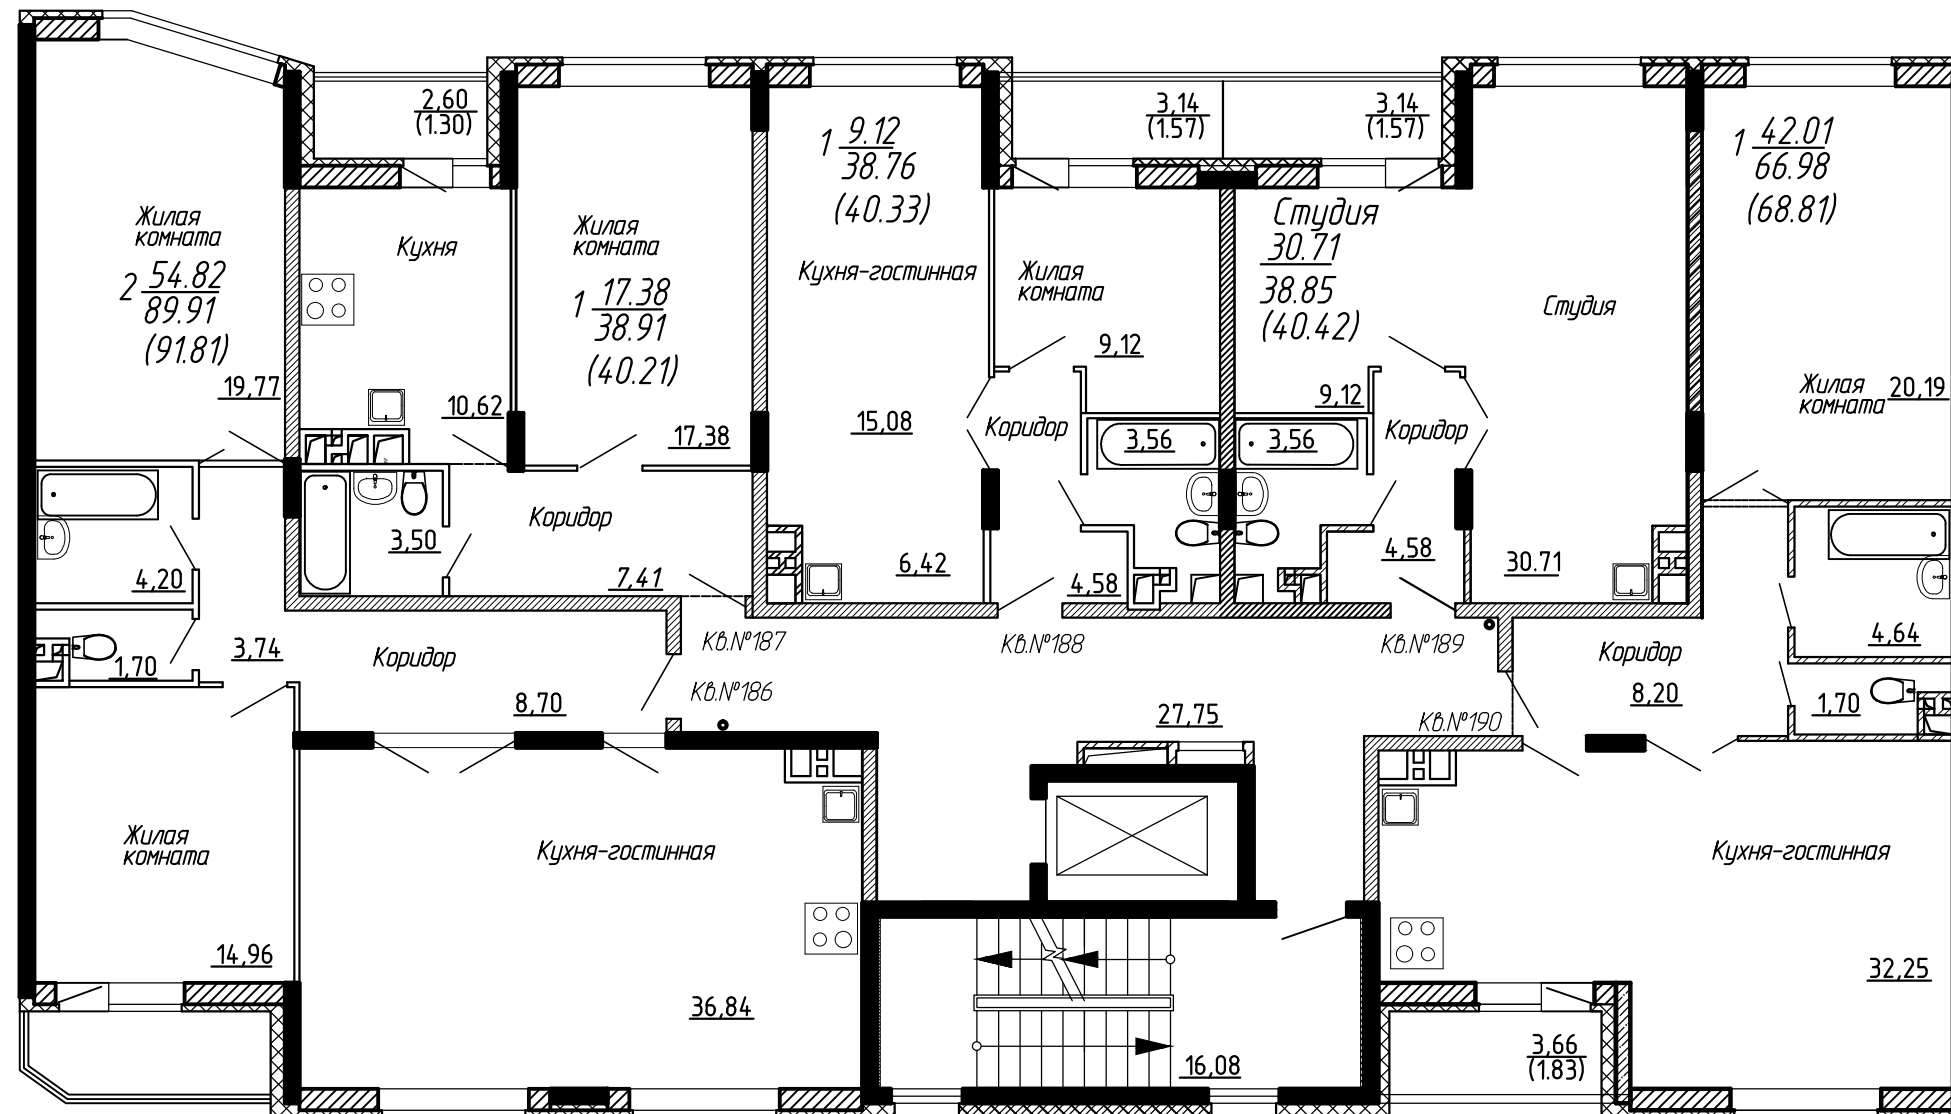 2,60
(1.30)
3,14
(1.57)
3,14
(1.57)
1 9.12
38.76
(40.33)
1 42.01
66.98
(68.81)
Жилая
комната
2 54.82
89.91
(91.81)
19,77
Кухня
10,62
Жилая
комната
1 17.38
38.91
(40.21)
17,38
Кухня-гостинная
15,08
6,42
Жилая
комната
9,12
Студия
30.71
38.85
(40.42)
9,12
Студия
30.71
Жилая
комната
20,19
Коридор
3,56
3,56
Коридор
4,58
4,58
Коридор
3,50
7,41
4,20
1,70
3,74
Коридор
8,70
Кв.№187
Кв.№186
Кв.№188
Кв.№189
Кв.№190
27,75
Коридор
8,20
4,64
1,70
Жилая
комната
14,96
Кухня-гостинная
36,84
16,08
Кухня-гостинная
32,25
3,66
(1.83)